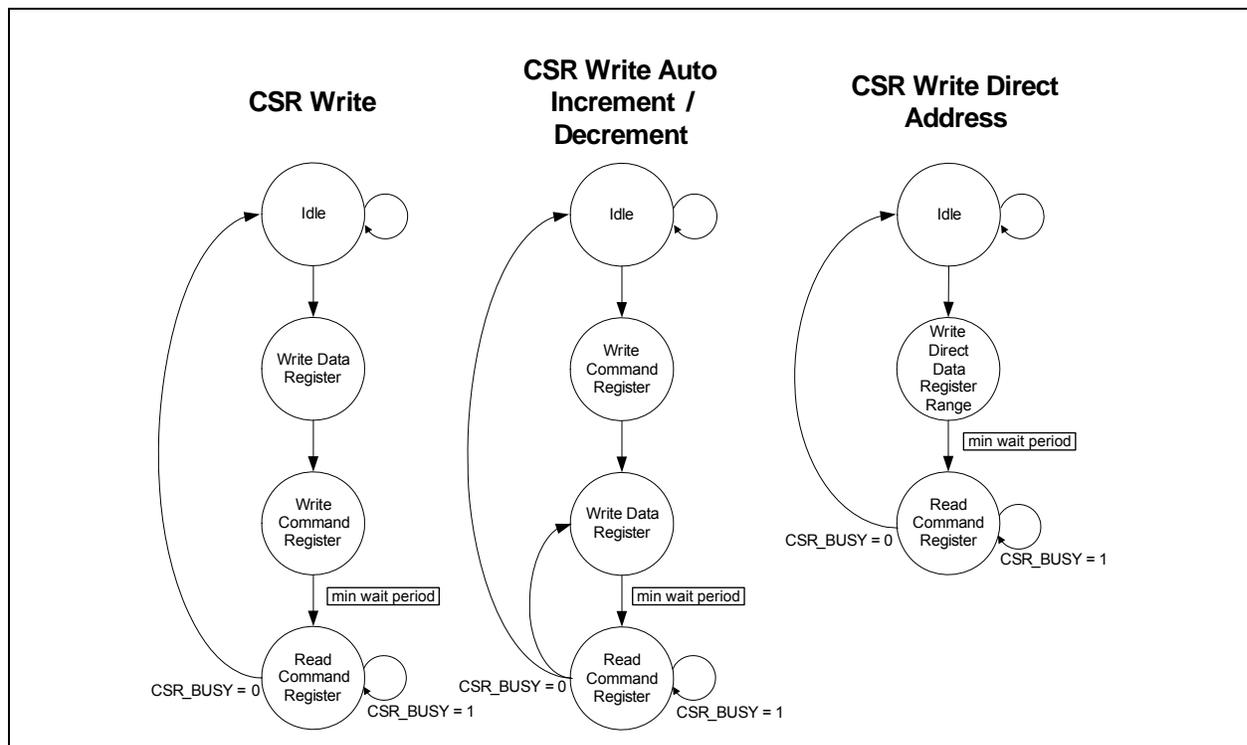 CSR Write
Idle
Write Data
Register
Write
Command
Register
min wait period
Read
Command
Register
CSR_BUSY = 0
CSR_BUSY = 1
CSR Write Auto
Increment /
Decrement
Idle
Write
Command
Register
Write Data
Register
min wait period
Read
Command
Register
CSR_BUSY = 0
CSR_BUSY = 1
CSR Write Direct
Address
Idle
Write
Direct
Data
Register
Range
min wait period
Read
Command
Register
CSR_BUSY = 0
CSR_BUSY = 1